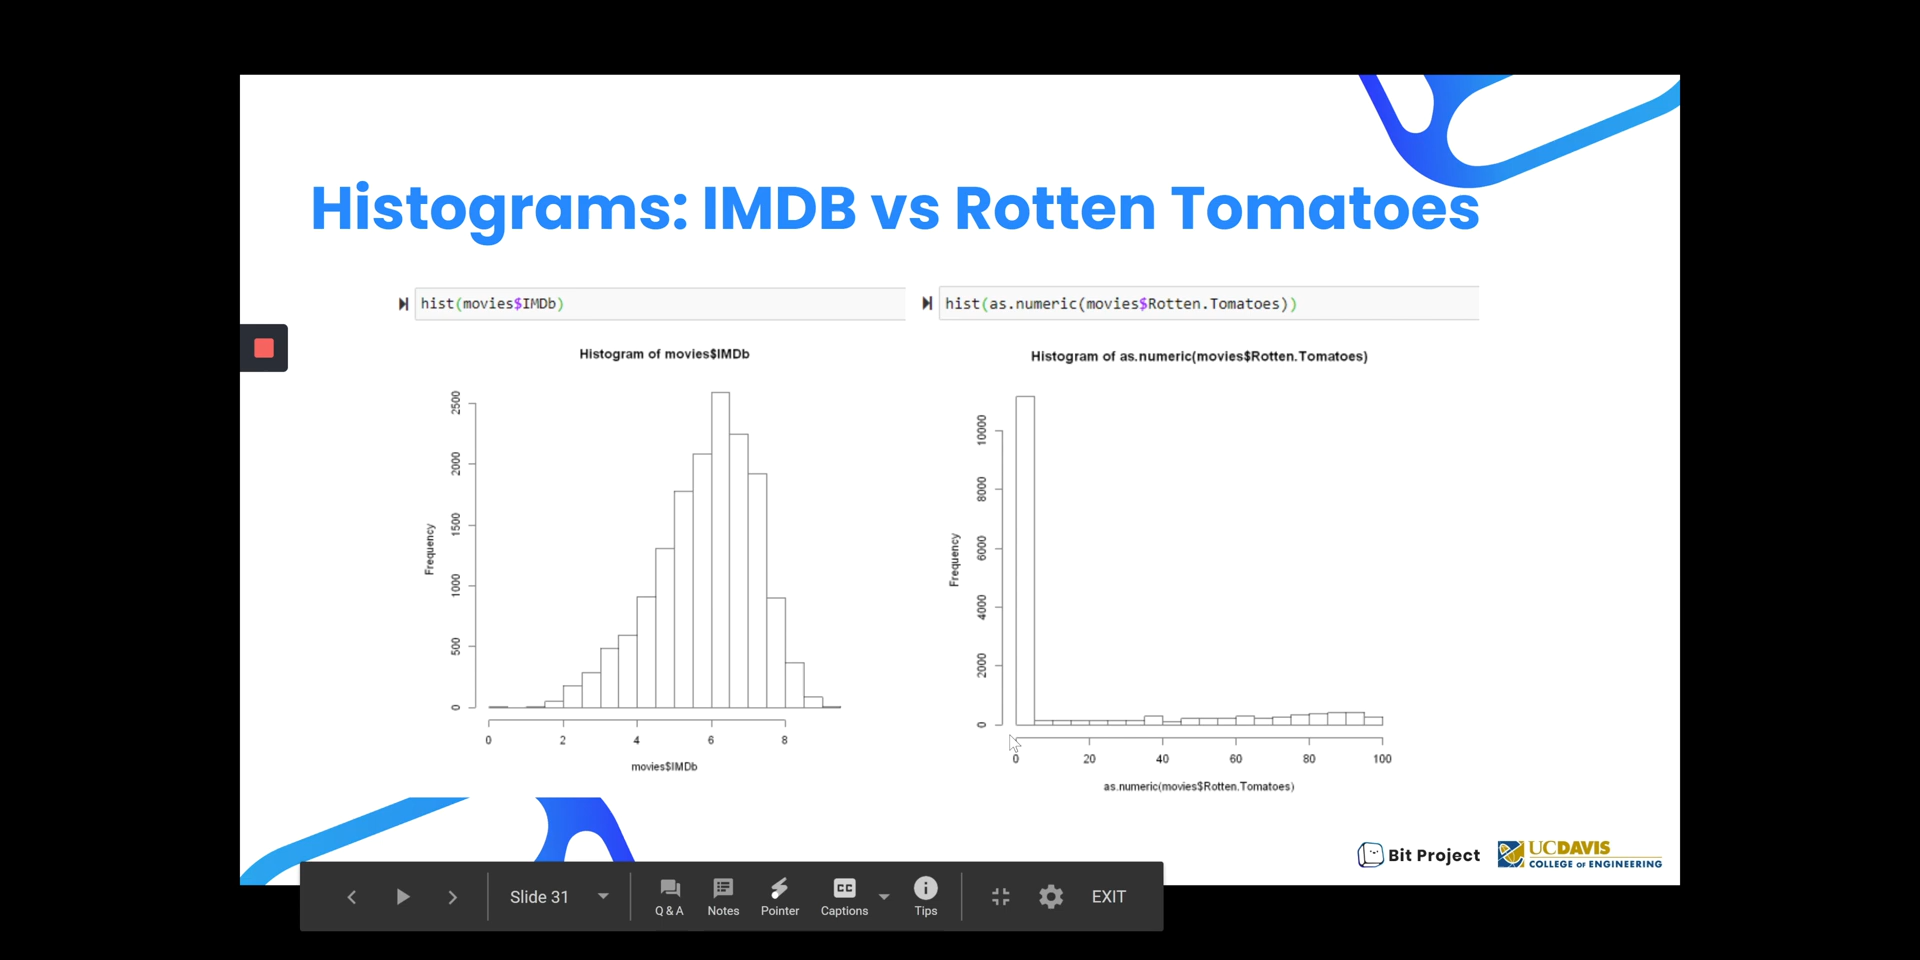 Histograms: IMDB vs Rotten Tomatoes
hist(movies$IMDb)
hist(as.numeric(movies$Rotten.Tomatoes))
Histogram of movies$IMDb
2500
2000
1500
1000
500
0
Frequency
0 2 4 6 8
movies$IMDb
Histogram of as.numeric(movies$Rotten.Tomatoes)
10000
8000
6000
4000
2000
0
Frequency
0 20 40 60 80 100
as.numeric(movies$Rotten.Tomatoes)
Bit Project
UCDAVIS
COLLEGE OF ENGINEERING
Slide 31
Q & A
Notes
Pointer
CC
Captions
Tips
EXIT